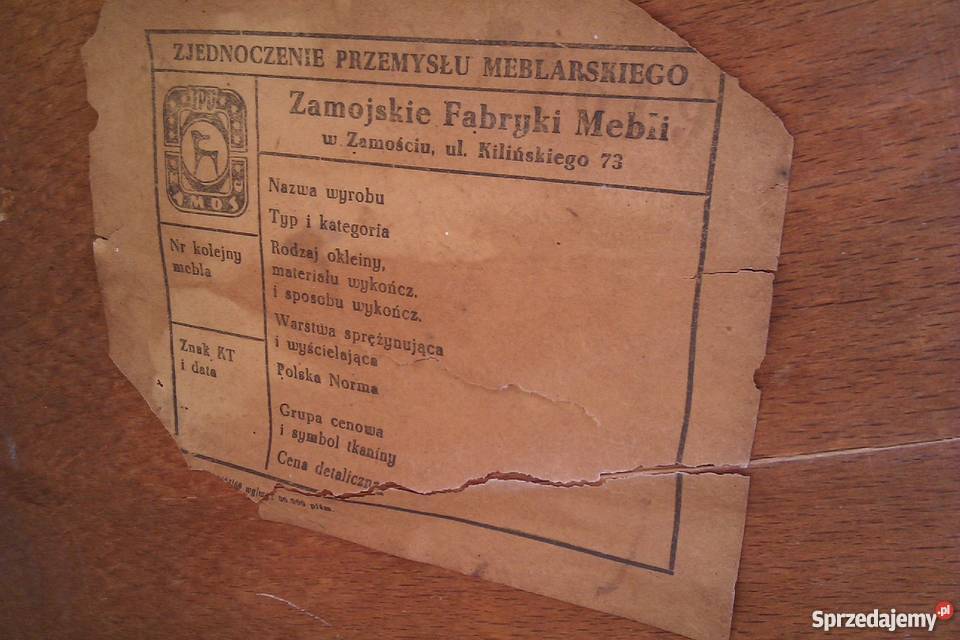 ZJEDNOCZENIE PRZEMYSŁU MEBLARSKIEGO
Zamojskie Fabryki Mebli
w Zamościu, ul. Kilińskiego 73
Nazwa wyrobu
Typ i kategoria
Rodzaj okleiny,
materiału wykończ.
i sposobu wykończ.
Warstwa sprężynująca
i wyścielająca
Polska Norma
Grupa cenowa
i symbol tkaniny
Cena detaliczna
Nr kolejny
mebla
Znak KT
i data
Sprzedajemy.pl